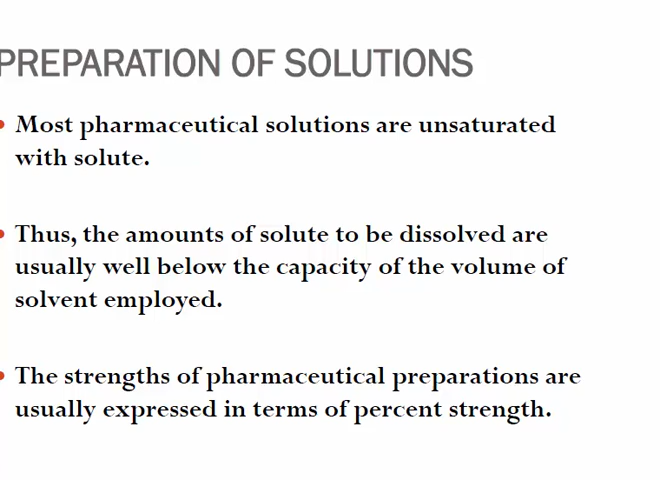 PREPARATION OF SOLUTIONS
• Most pharmaceutical solutions are unsaturated
with solute.
• Thus, the amounts of solute to be dissolved are
usually well below the capacity of the volume of
solvent employed.
• The strengths of pharmaceutical preparations are
usually expressed in terms of percent strength.